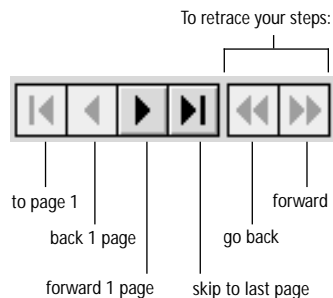 To retrace your steps:
to page 1
forward
back 1 page
go back
forward 1 page
skip to last page